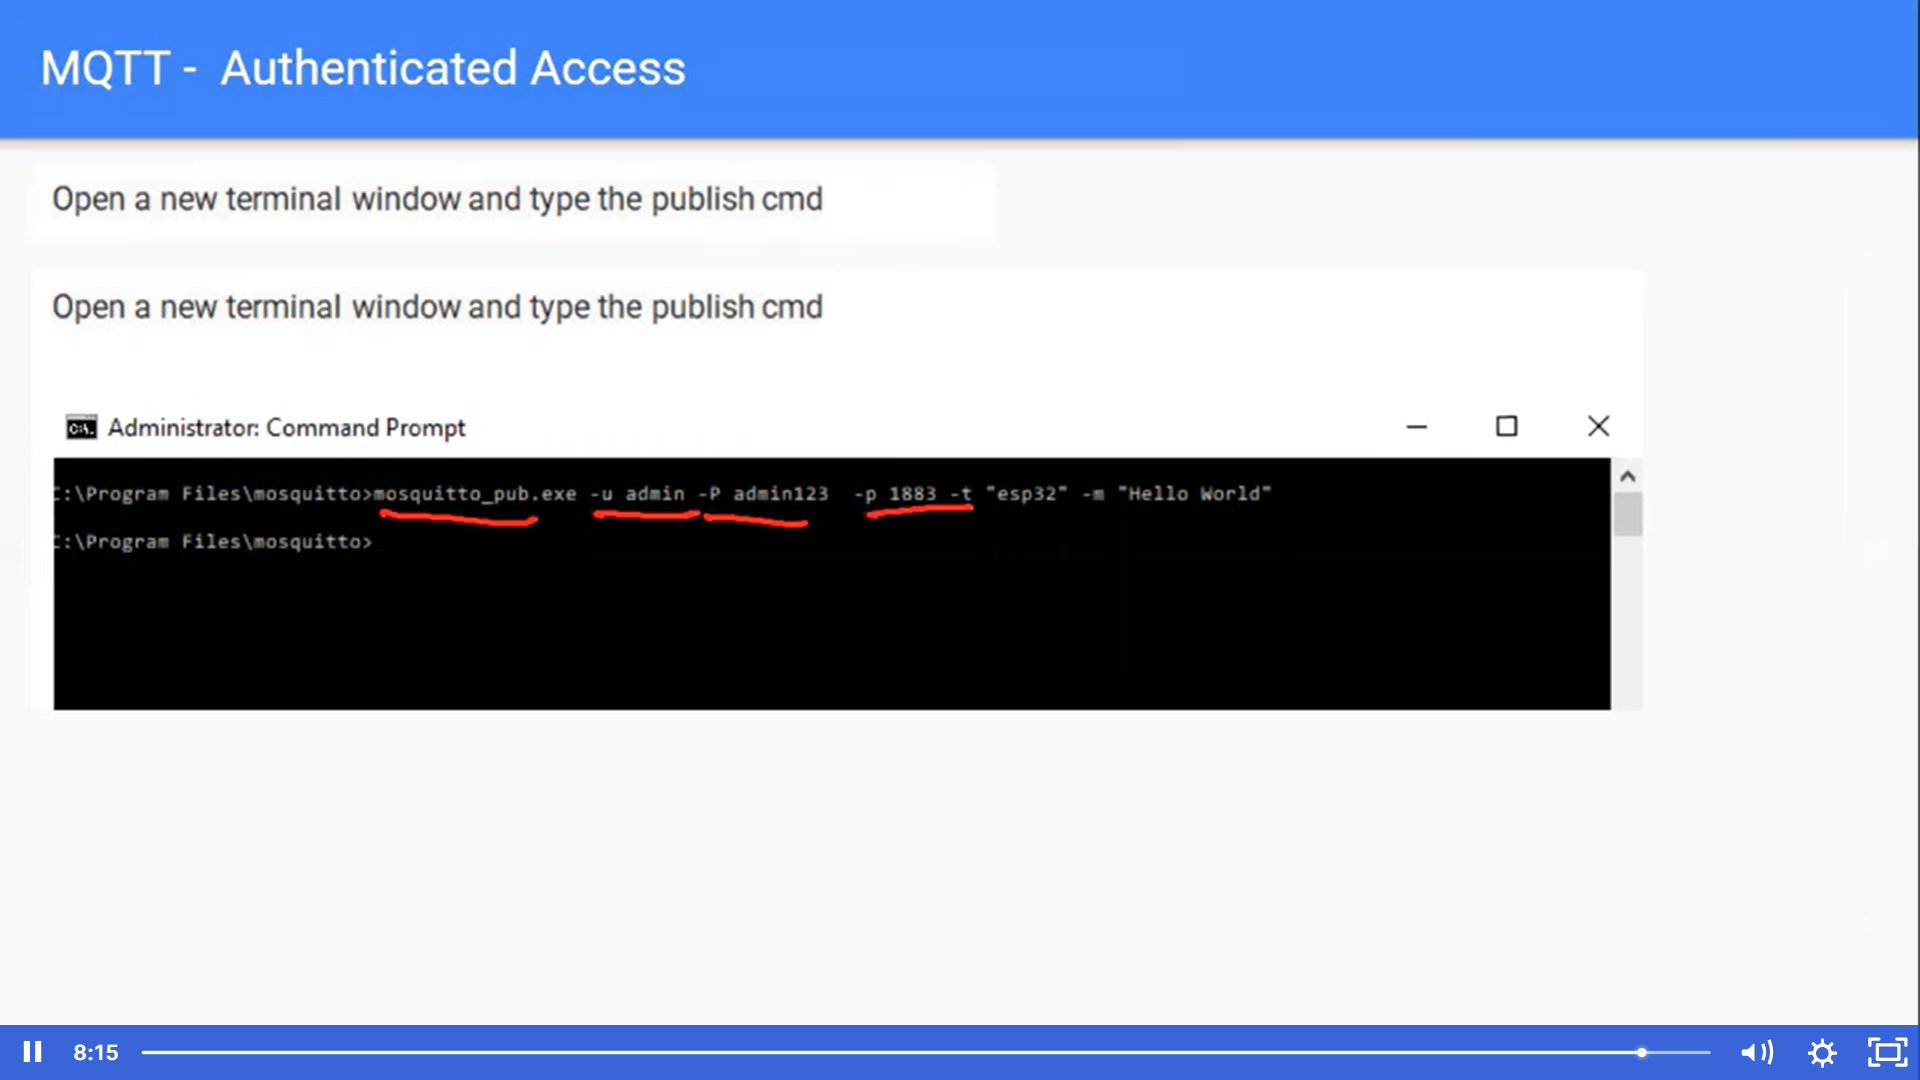 MQTT - Authenticated Access
Open a new terminal window and type the publish cmd
Open a new terminal window and type the publish cmd
Administrator: Command Prompt
C:\Program Files\mosquitto>mosquitto_pub.exe -u admin -P admin123  -p 1883 -t "esp32" -m "Hello World"
C:\Program Files\mosquitto>
8:15